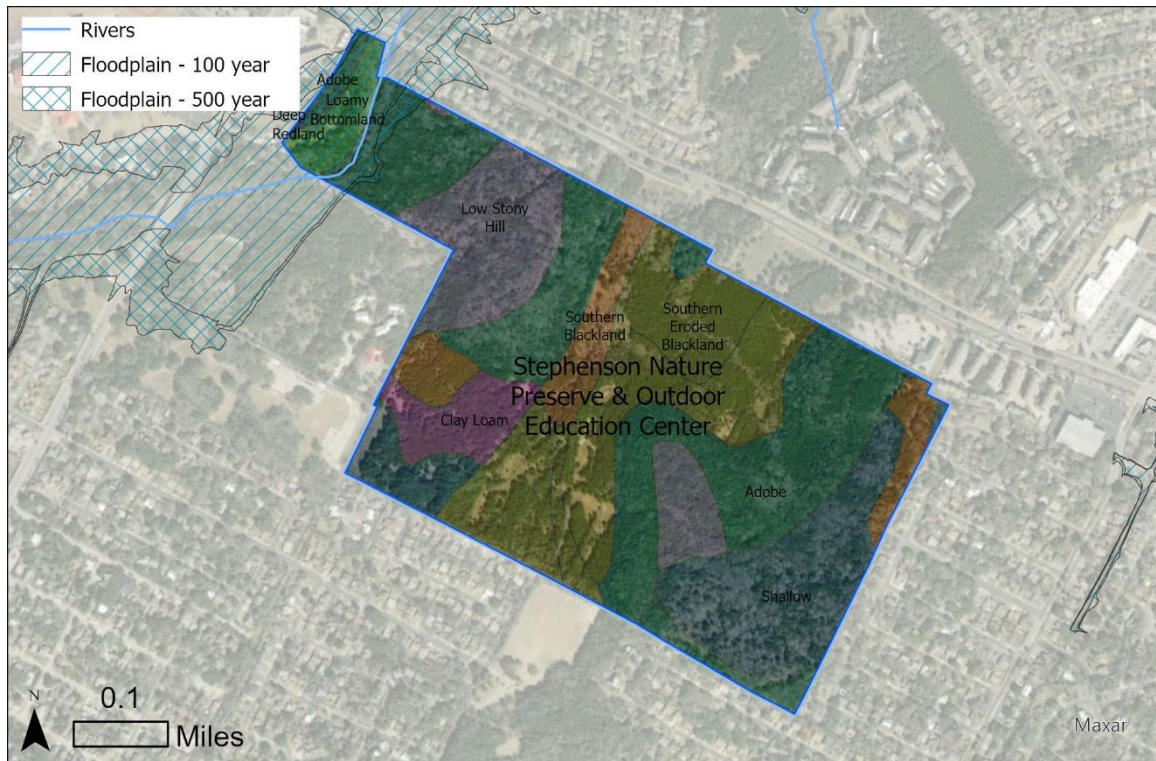 Rivers
Floodplain - 100 year
Floodplain - 500 year
Adobe
Loamy
Bottomland
Deep
Redland
Low Stony
Hill
Southern
Blackland
Southern
Eroded
Blackland
Stephenson Nature
Preserve & Outdoor
Education Center
Clay Loam
Adobe
Shallow
N
0.1
Miles
Maxar